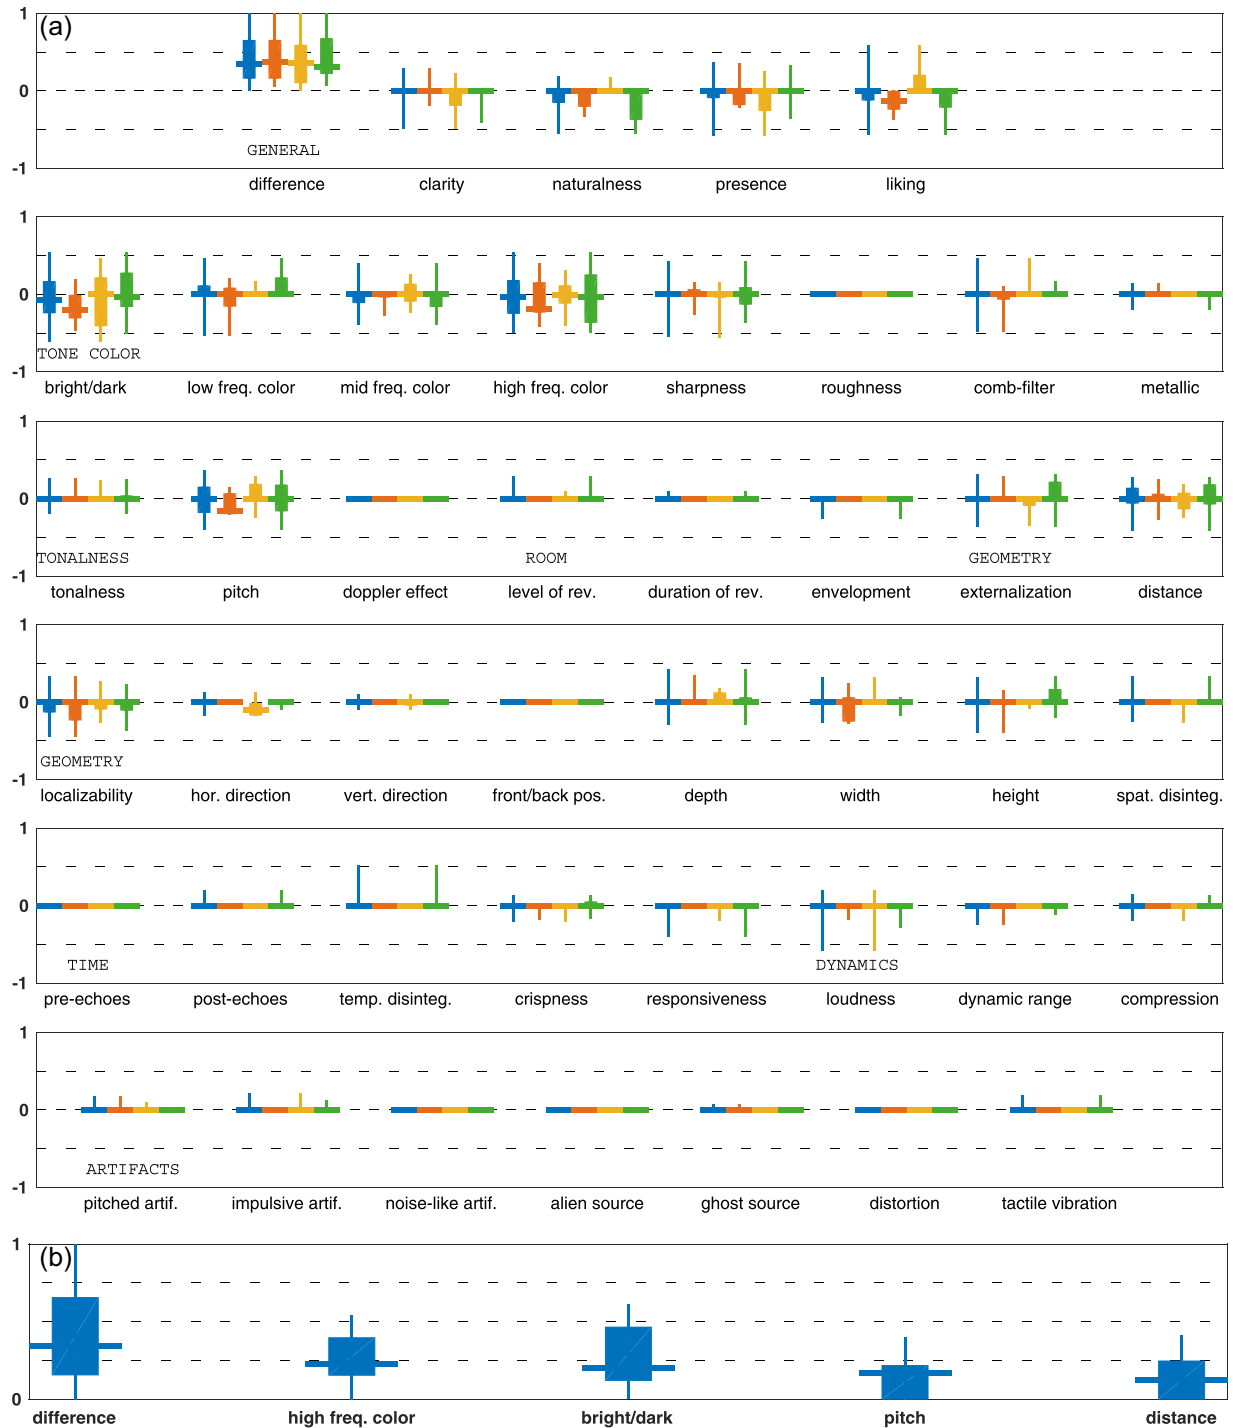 (a)
1
0
-1
GENERAL
difference clarity naturalness presence liking
1
0
-1
TONE COLOR
bright/dark low freq. color mid freq. color high freq. color sharpness roughness comb-filter metallic
1
0
-1
TONALNESS ROOM GEOMETRY
tonalness pitch doppler effect level of rev. duration of rev. envelopment externalization distance
1
0
-1
GEOMETRY
localizability hor. direction vert. direction front/back pos. depth width height spat. disinteg.
1
0
-1
TIME DYNAMICS
pre-echoes post-echoes temp. disinteg. crispness responsiveness loudness dynamic range compression
1
0
-1
ARTIFACTS
pitched artif. impulsive artif. noise-like artif. alien source ghost source distortion tactile vibration
(b)
1
0
difference high freq. color bright/dark pitch distance